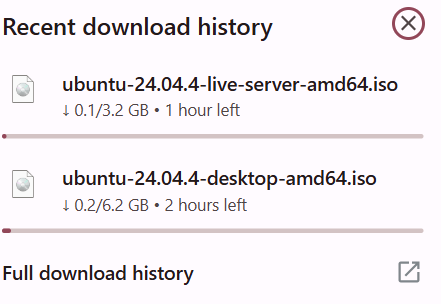 Recent download history
ubuntu-24.04.4-live-server-amd64.iso
↓ 0.1/3.2 GB • 1 hour left
ubuntu-24.04.4-desktop-amd64.iso
↓ 0.2/6.2 GB • 2 hours left
Full download history